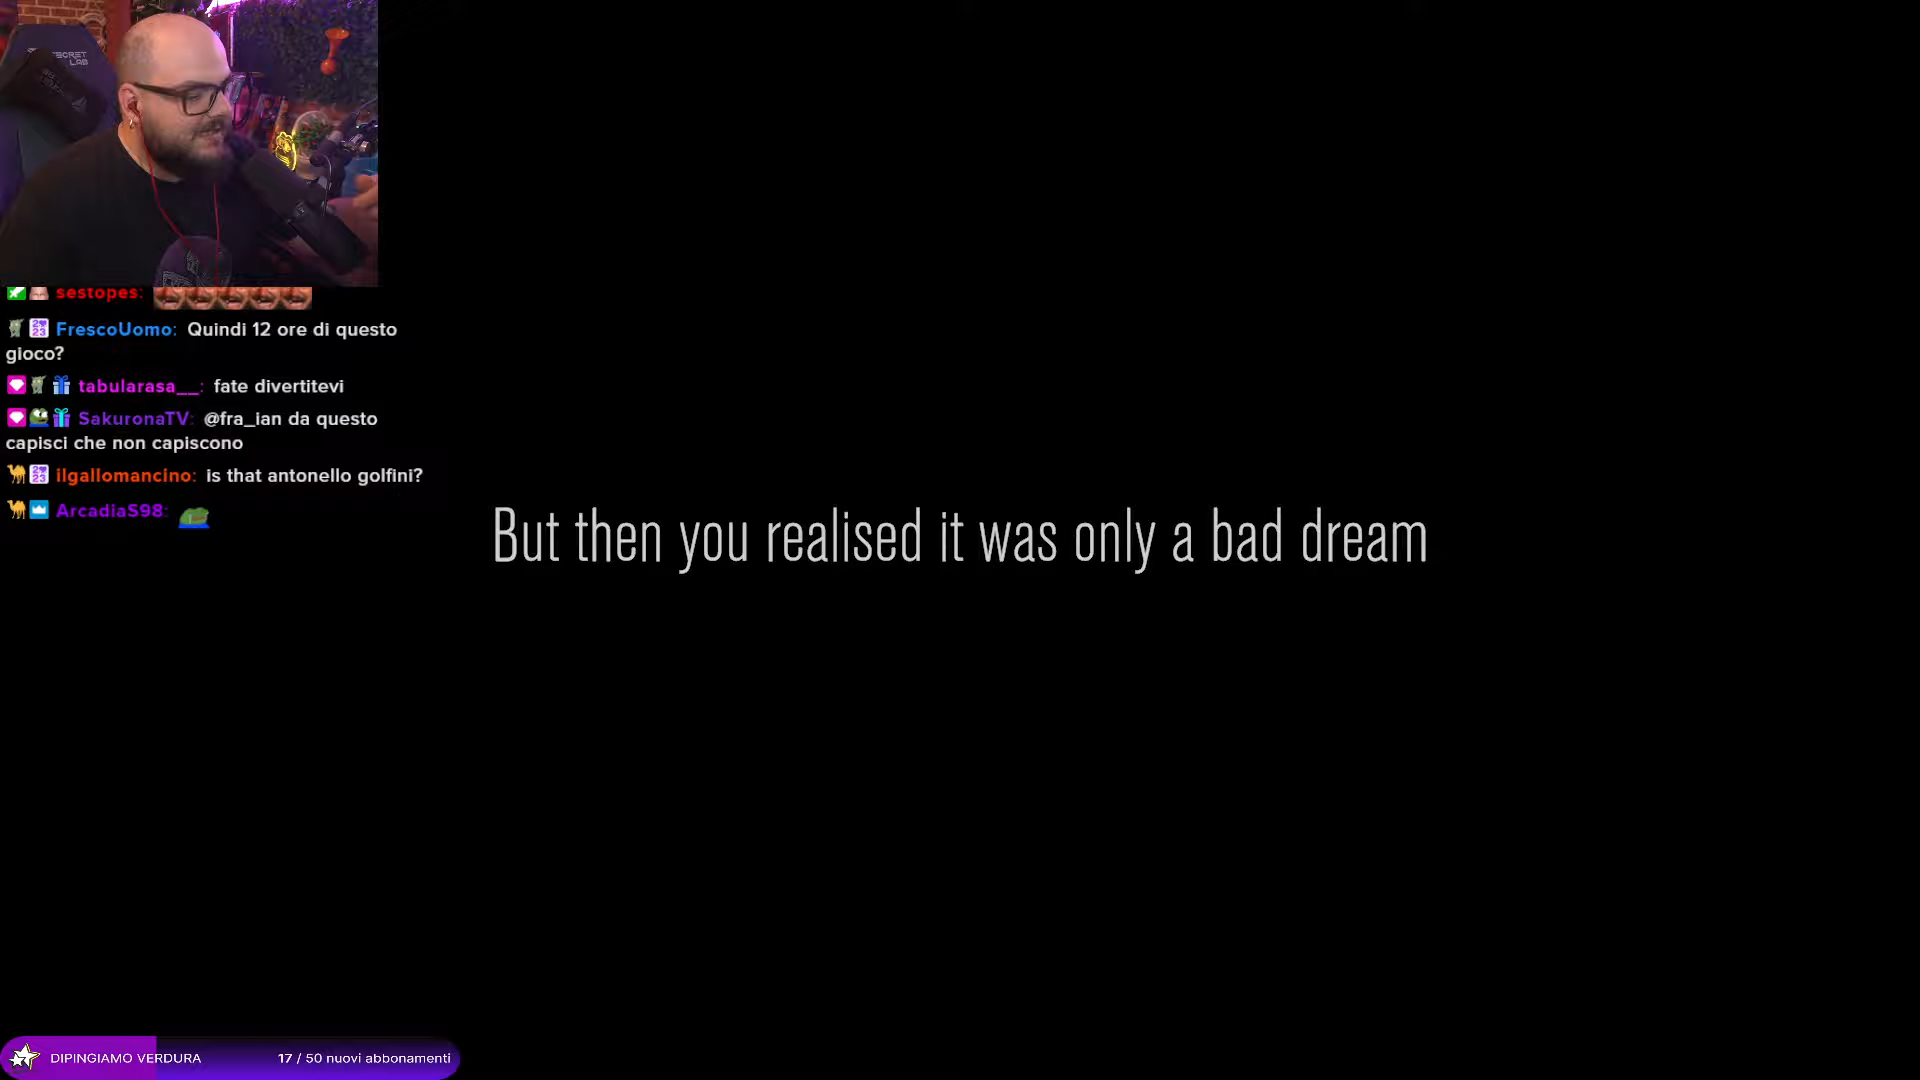 SECRET
LAB
sestopes:
FrescoUomo: Quindi 12 ore di questo
gioco?
tabularasa__: fate divertitevi
SakuronaTV: @fra_ian da questo
capisci che non capiscono
ilgallomancino: is that antonello golfini?
ArcadiaS98:
But then you realised it was only a bad dream
DIPINGIAMO VERDURA 17 / 50 nuovi abbonamenti